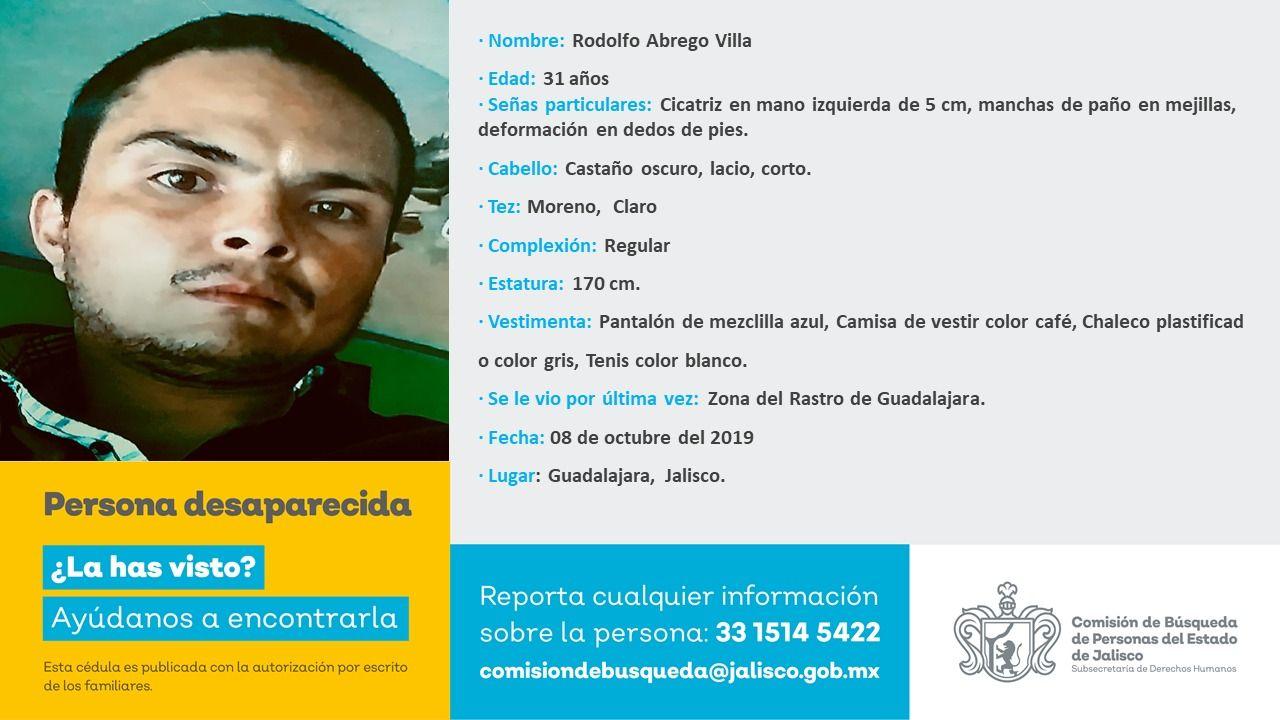 · Nombre: Rodolfo Abrego Villa
· Edad: 31 años
· Señas particulares: Cicatriz en mano izquierda de 5 cm, manchas de paño en mejillas,
deformación en dedos de pies.
· Cabello: Castaño oscuro, lacio, corto.
· Tez: Moreno, Claro
· Complexión: Regular
· Estatura: 170 cm.
· Vestimenta: Pantalón de mezclilla azul, Camisa de vestir color café, Chaleco plastificad
o color gris, Tenis color blanco.
· Se le vio por última vez: Zona del Rastro de Guadalajara.
· Fecha: 08 de octubre del 2019
· Lugar: Guadalajara, Jalisco.
Persona desaparecida
¿La has visto?
Ayúdanos a encontrarla
Esta cédula es publicada con la autorización por escrito
de los familiares.
Reporta cualquier información
sobre la persona: 33 1514 5422
comisiondebusqueda@jalisco.gob.mx
Comisión de Búsqueda
de Personas del Estado
de Jalisco
Subsecretaría de Derechos Humanos